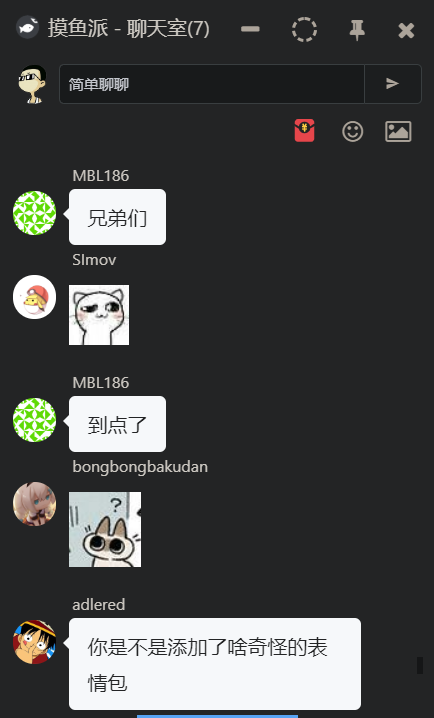 摸鱼派 - 聊天室(7)
简单聊聊
MBL186
兄弟们
SImov
MBL186
到点了
bongbongbakudan
?
adlered
你是不是添加了啥奇怪的表
情包